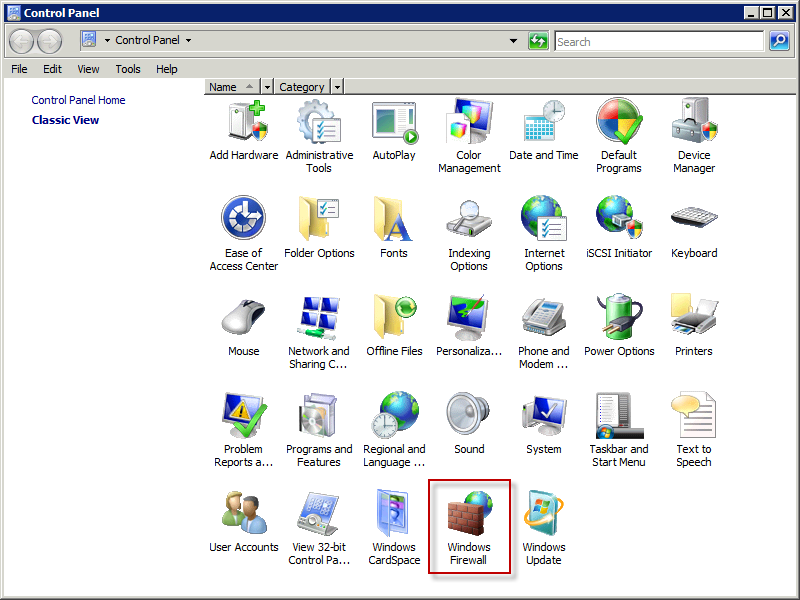 Control Panel
Control Panel
Search
File Edit View Tools Help
Name Category
Control Panel Home
Classic View
Add Hardware
Administrative
Tools
AutoPlay
Color
Management
Date and Time
Default
Programs
Device
Manager
Ease of
Access Center
Folder Options
Fonts
Indexing
Options
Internet
Options
iSCSI Initiator
Keyboard
Mouse
Network and
Sharing C...
Offline Files
Personaliza...
Phone and
Modem ...
Power Options
Printers
Problem
Reports a...
Programs and
Features
Regional and
Language ...
Sound
System
Taskbar and
Start Menu
Text to
Speech
User Accounts
View 32-bit
Control Pa...
Windows
CardSpace
Windows
Firewall
Windows
Update